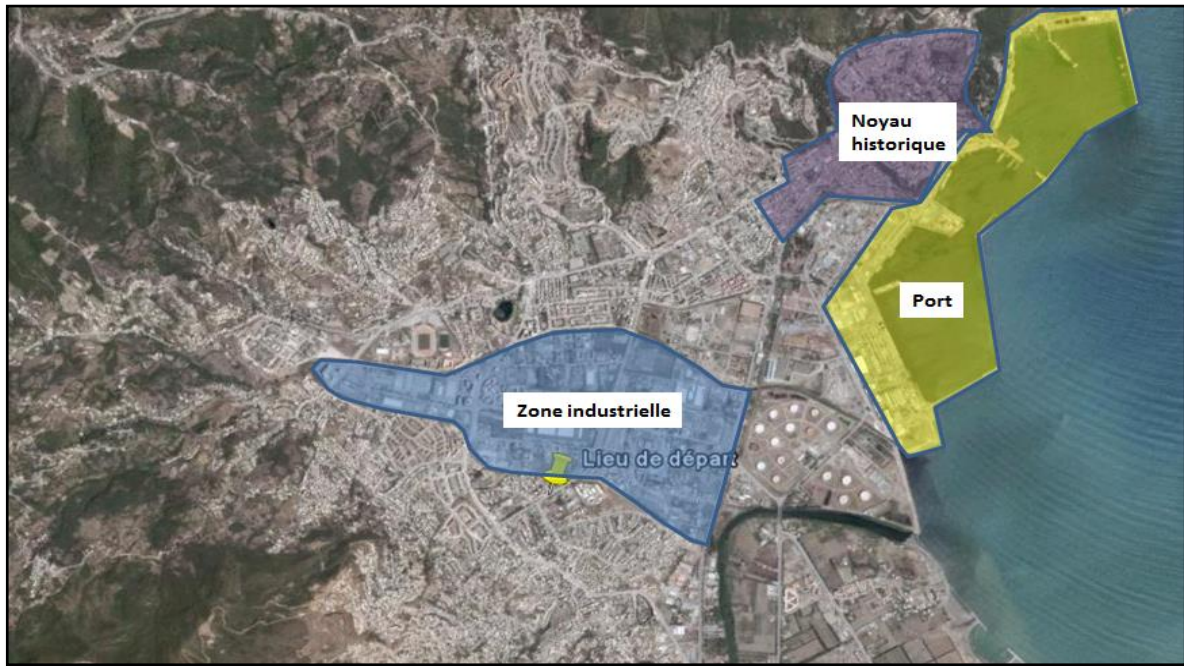 Noyau
historique
Port
Zone industrielle
Lieu de départ